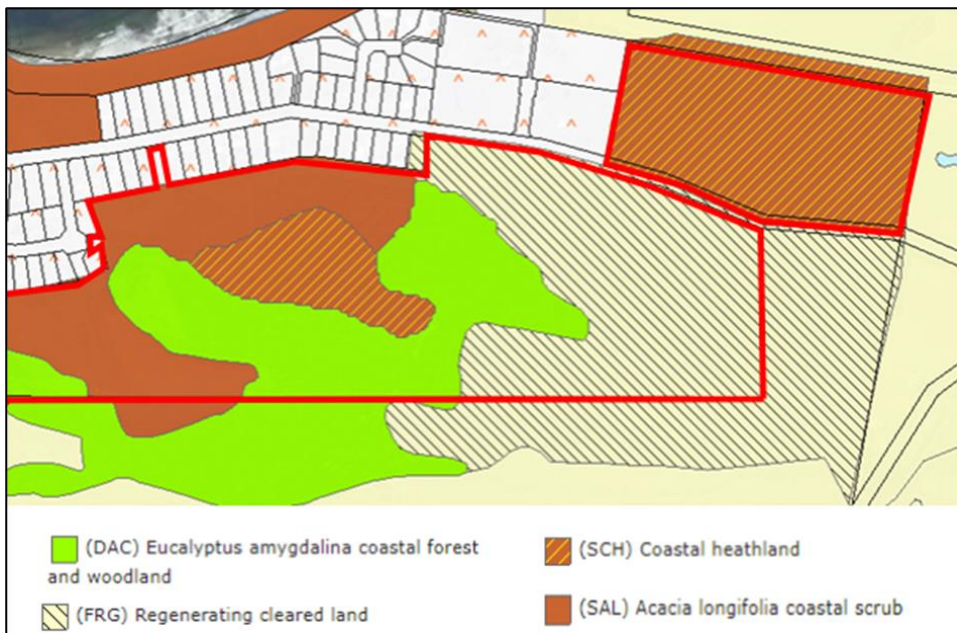 (DAC) Eucalyptus amygdalina coastal forest
and woodland
(FRG) Regenerating cleared land
(SCH) Coastal heathland
(SAL) Acacia longifolia coastal scrub